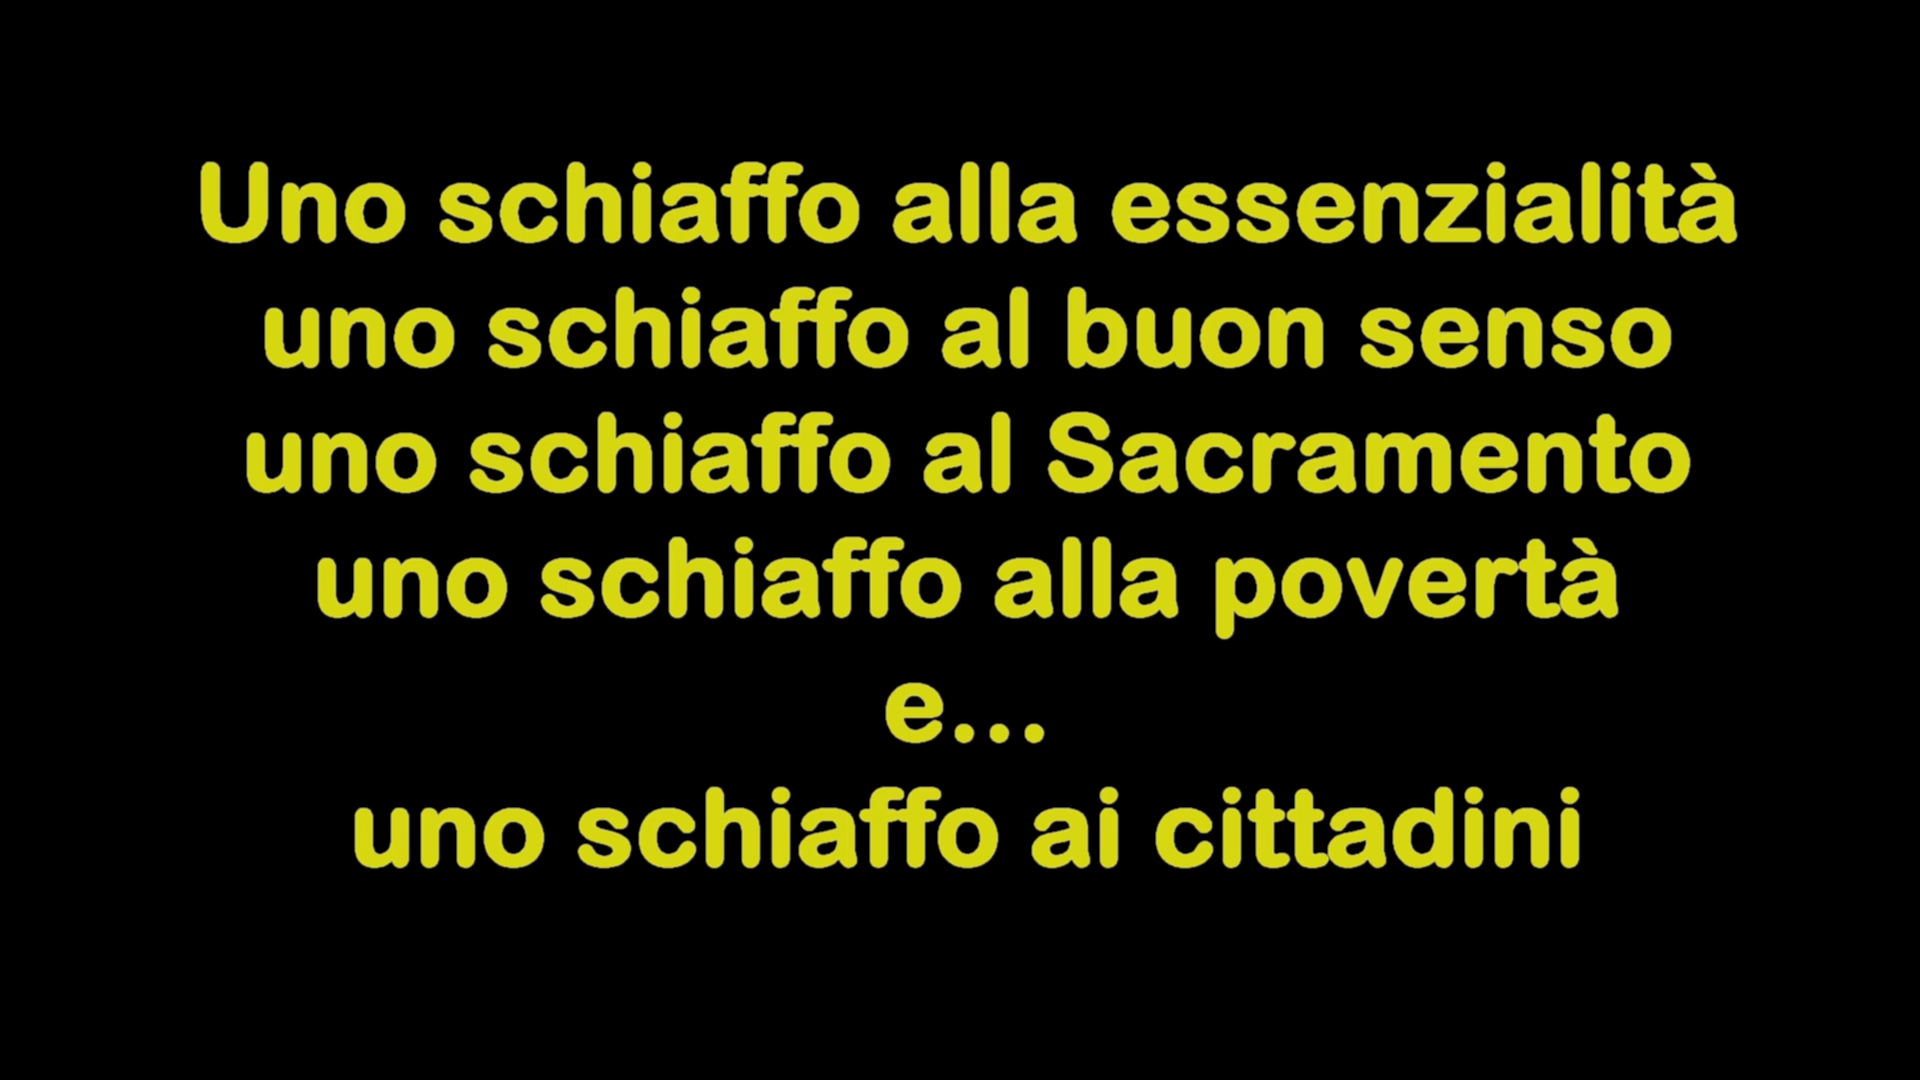 Uno schiaffo alla essenzialità
uno schiaffo al buon senso
uno schiaffo al Sacramento
uno schiaffo alla povertà
e...
uno schiaffo ai cittadini